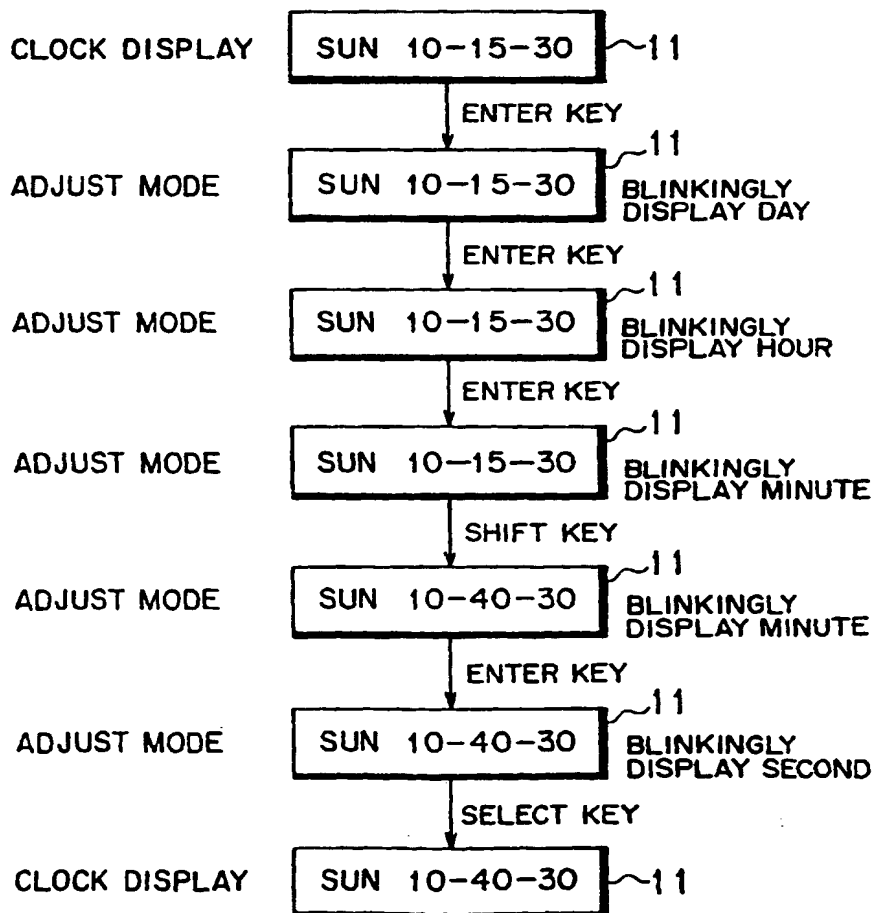 CLOCK DISPLAY SUN 10-15-30 11
ENTER KEY
11
ADJUST MODE SUN 10-15-30 BLINKINGLY
DISPLAY DAY
ENTER KEY
11
ADJUST MODE SUN 10-15-30 BLINKINGLY
DISPLAY HOUR
ENTER KEY
11
ADJUST MODE SUN 10-15-30 BLINKINGLY
DISPLAY MINUTE
SHIFT KEY
11
ADJUST MODE SUN 10-40-30 BLINKINGLY
DISPLAY MINUTE
ENTER KEY
11
ADJUST MODE SUN 10-40-30 BLINKINGLY
DISPLAY SECOND
SELECT KEY
CLOCK DISPLAY SUN 10-40-30 11